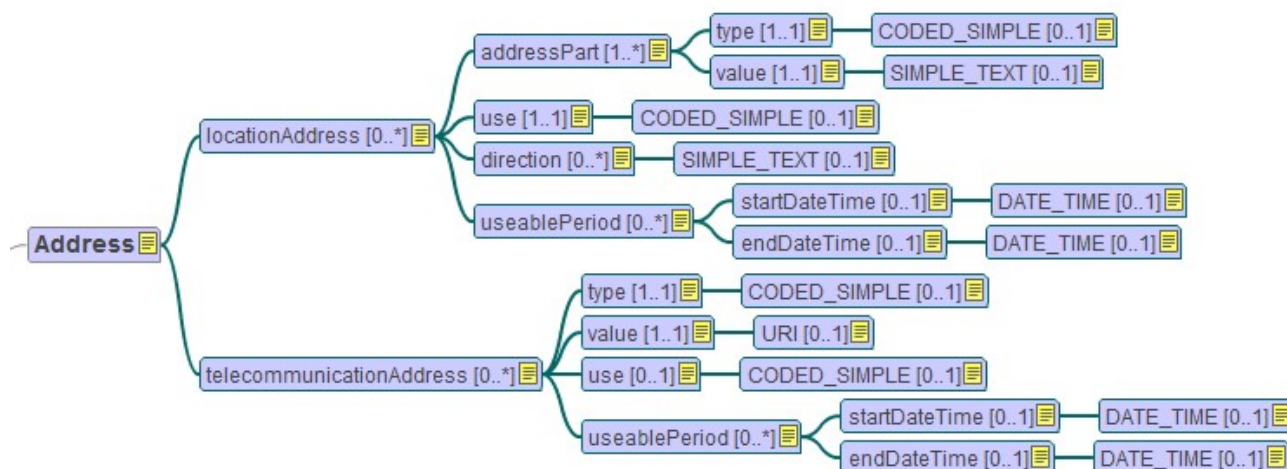 type [1..1]
CODED_SIMPLE [0..1]
addressPart [1..*]
value [1..1]
SIMPLE_TEXT [0..1]
use [1..1]
CODED_SIMPLE [0..1]
locationAddress [0..*]
direction [0..*]
SIMPLE_TEXT [0..1]
startDateTime [0..1]
DATE_TIME [0..1]
useablePeriod [0..*]
endDateTime [0..1]
DATE_TIME [0..1]
Address
type [1..1]
CODED_SIMPLE [0..1]
value [1..1]
URI [0..1]
telecommunicationAddress [0..*]
use [0..1]
CODED_SIMPLE [0..1]
startDateTime [0..1]
DATE_TIME [0..1]
useablePeriod [0..*]
endDateTime [0..1]
DATE_TIME [0..1]